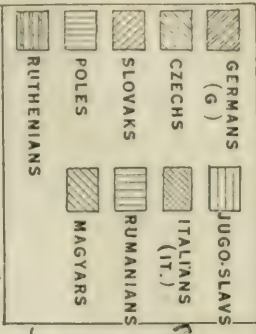 GERMANS
(G)
CZECHS
SLOVAKS
POLES
RUTHENIANS
JUGO-SLAVS
ITALIANS
(IT.)
RUMANIANS
MAGYARS